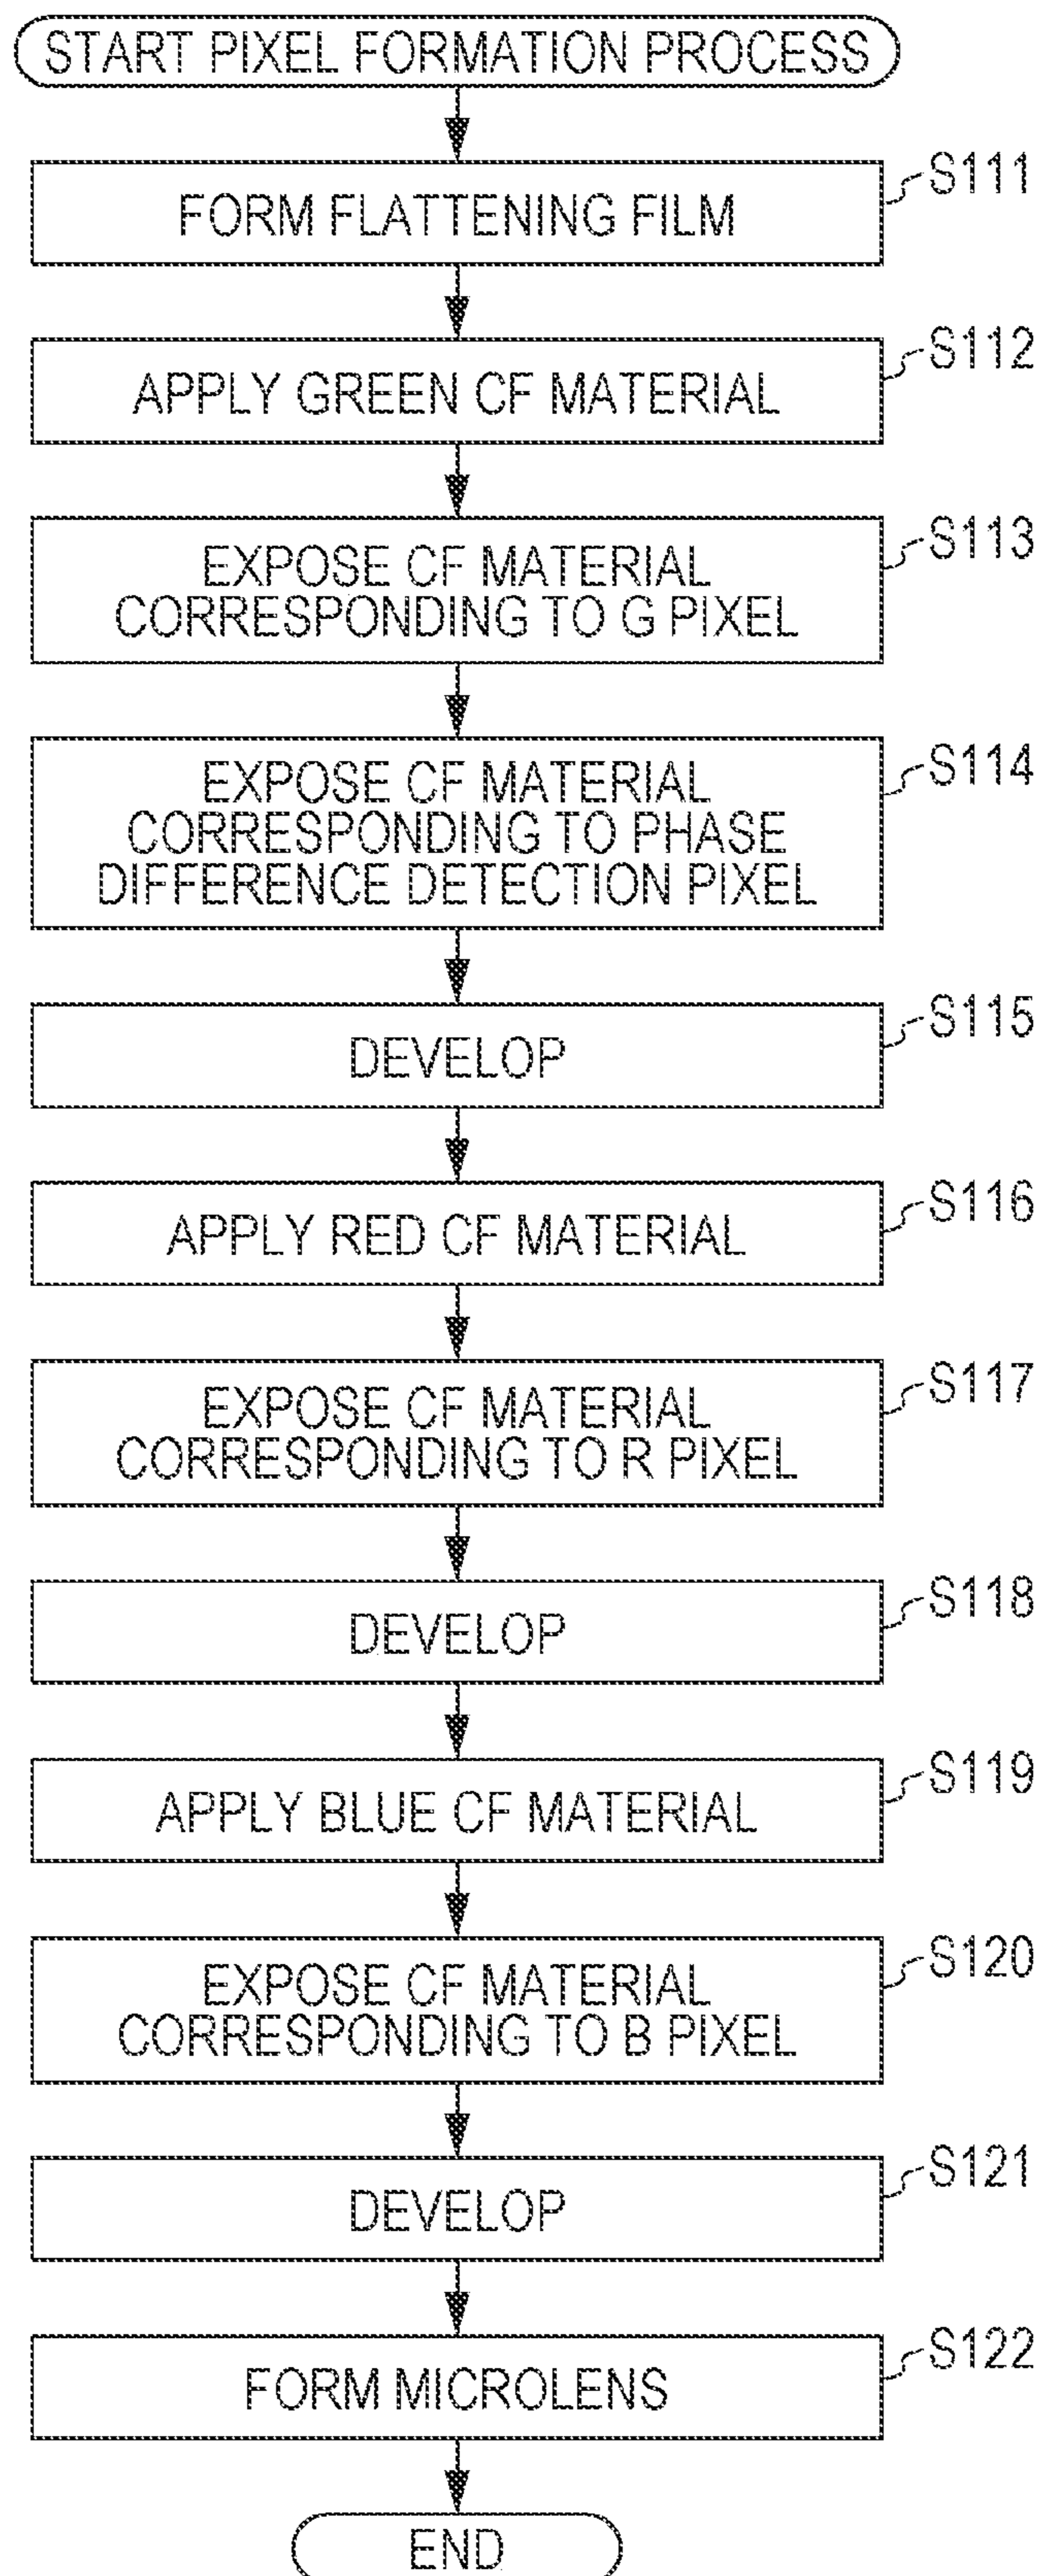 START PIXEL FORMATION PROCESS
S111
FORM FLATTENING FILM
S112
APPLY GREEN CF MATERIAL
S113
EXPOSE CF MATERIAL
CORRESPONDING TO G PIXEL
S114
EXPOSE CF MATERIAL
CORRESPONDING TO PHASE
DIFFERENCE DETECTION PIXEL
S115
DEVELOP
S116
APPLY RED CF MATERIAL
S117
EXPOSE CF MATERIAL
CORRESPONDING TO R PIXEL
S118
DEVELOP
S119
APPLY BLUE CF MATERIAL
S120
EXPOSE CF MATERIAL
CORRESPONDING TO B PIXEL
S121
DEVELOP
S122
FORM MICROLENS
END